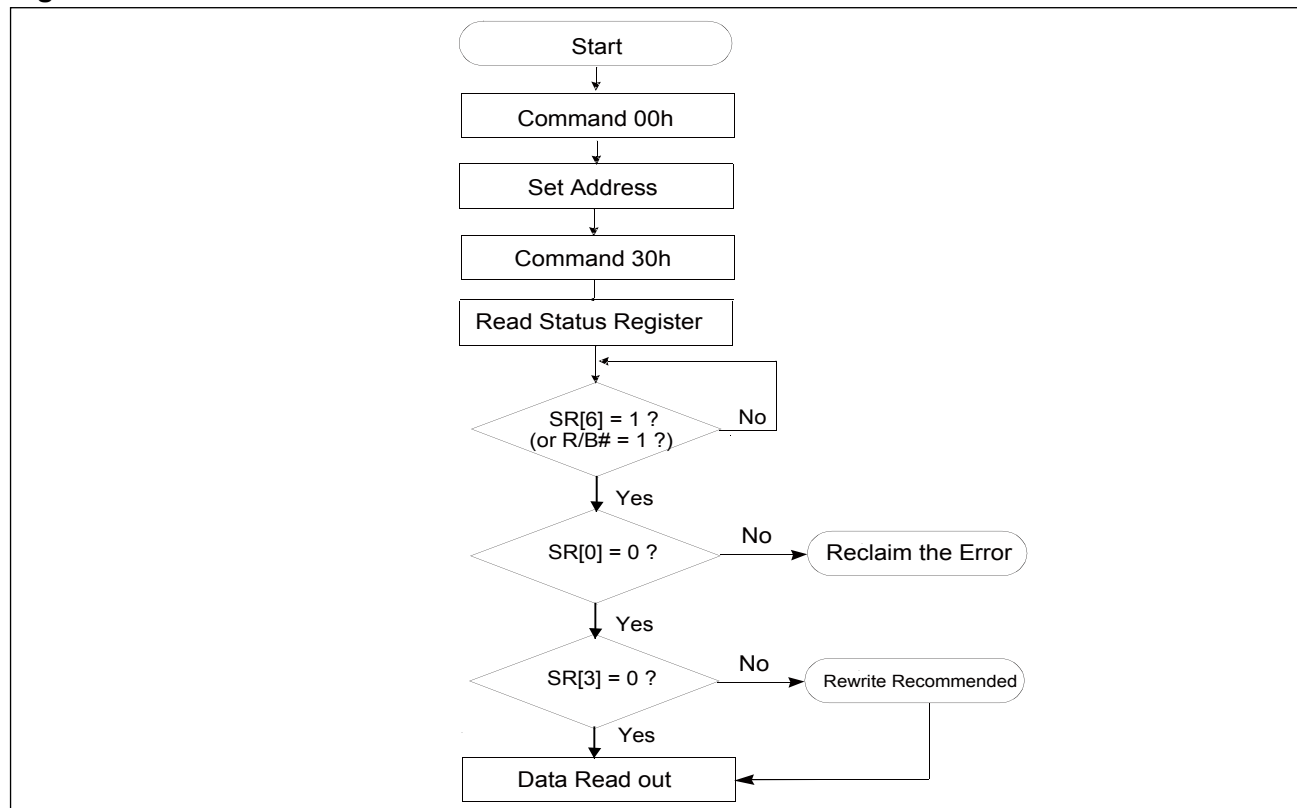 Start
Command 00h
Set Address
Command 30h
Read Status Register
SR[6] = 1 ?
(or R/B# = 1 ?)
No
Yes
SR[0] = 0 ?
No
Reclaim the Error
Yes
SR[3] = 0 ?
No
Rewrite Recommended
Yes
Data Read out